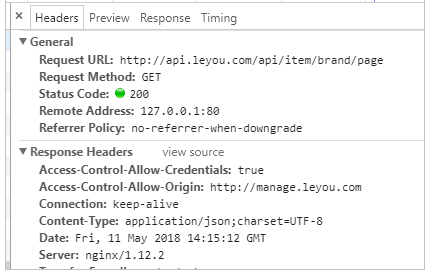 × Headers Preview Response Timing
▼ General
Request URL: http://api.leyou.com/api/item/brand/page
Request Method: GET
Status Code: 200
Remote Address: 127.0.0.1:80
Referrer Policy: no-referrer-when-downgrade
▼ Response Headers view source
Access-Control-Allow-Credentials: true
Access-Control-Allow-Origin: http://manage.leyou.com
Connection: keep-alive
Content-Type: application/json;charset=UTF-8
Date: Fri, 11 May 2018 14:15:12 GMT
Server: nginx/1.12.2